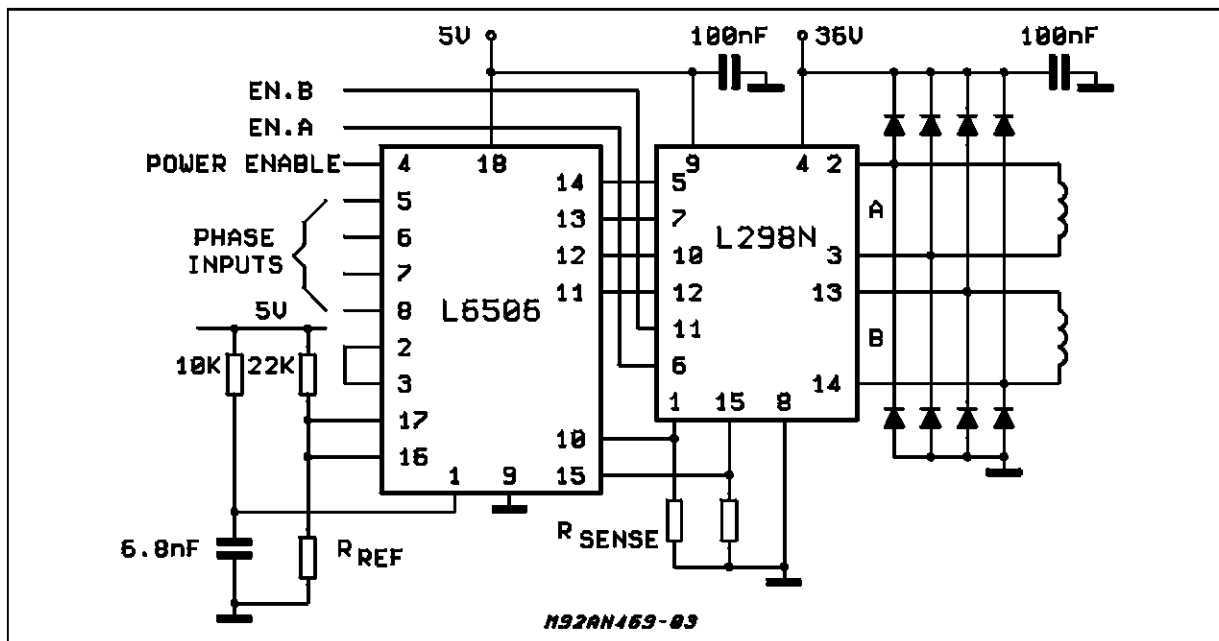 5V
100nF
36V
100nF
EN.B
EN.A
POWER ENABLE
4
18
9
4
2
5
14
5
A
6
13
7
PHASE
INPUTS
L298N
7
12
10
3
8
11
12
13
L6506
5V
11
B
2
10K
22K
6
3
14
17
1
15
8
10
16
1
9
15
R SENSE
6.8nF
R REF
M92AN469-03